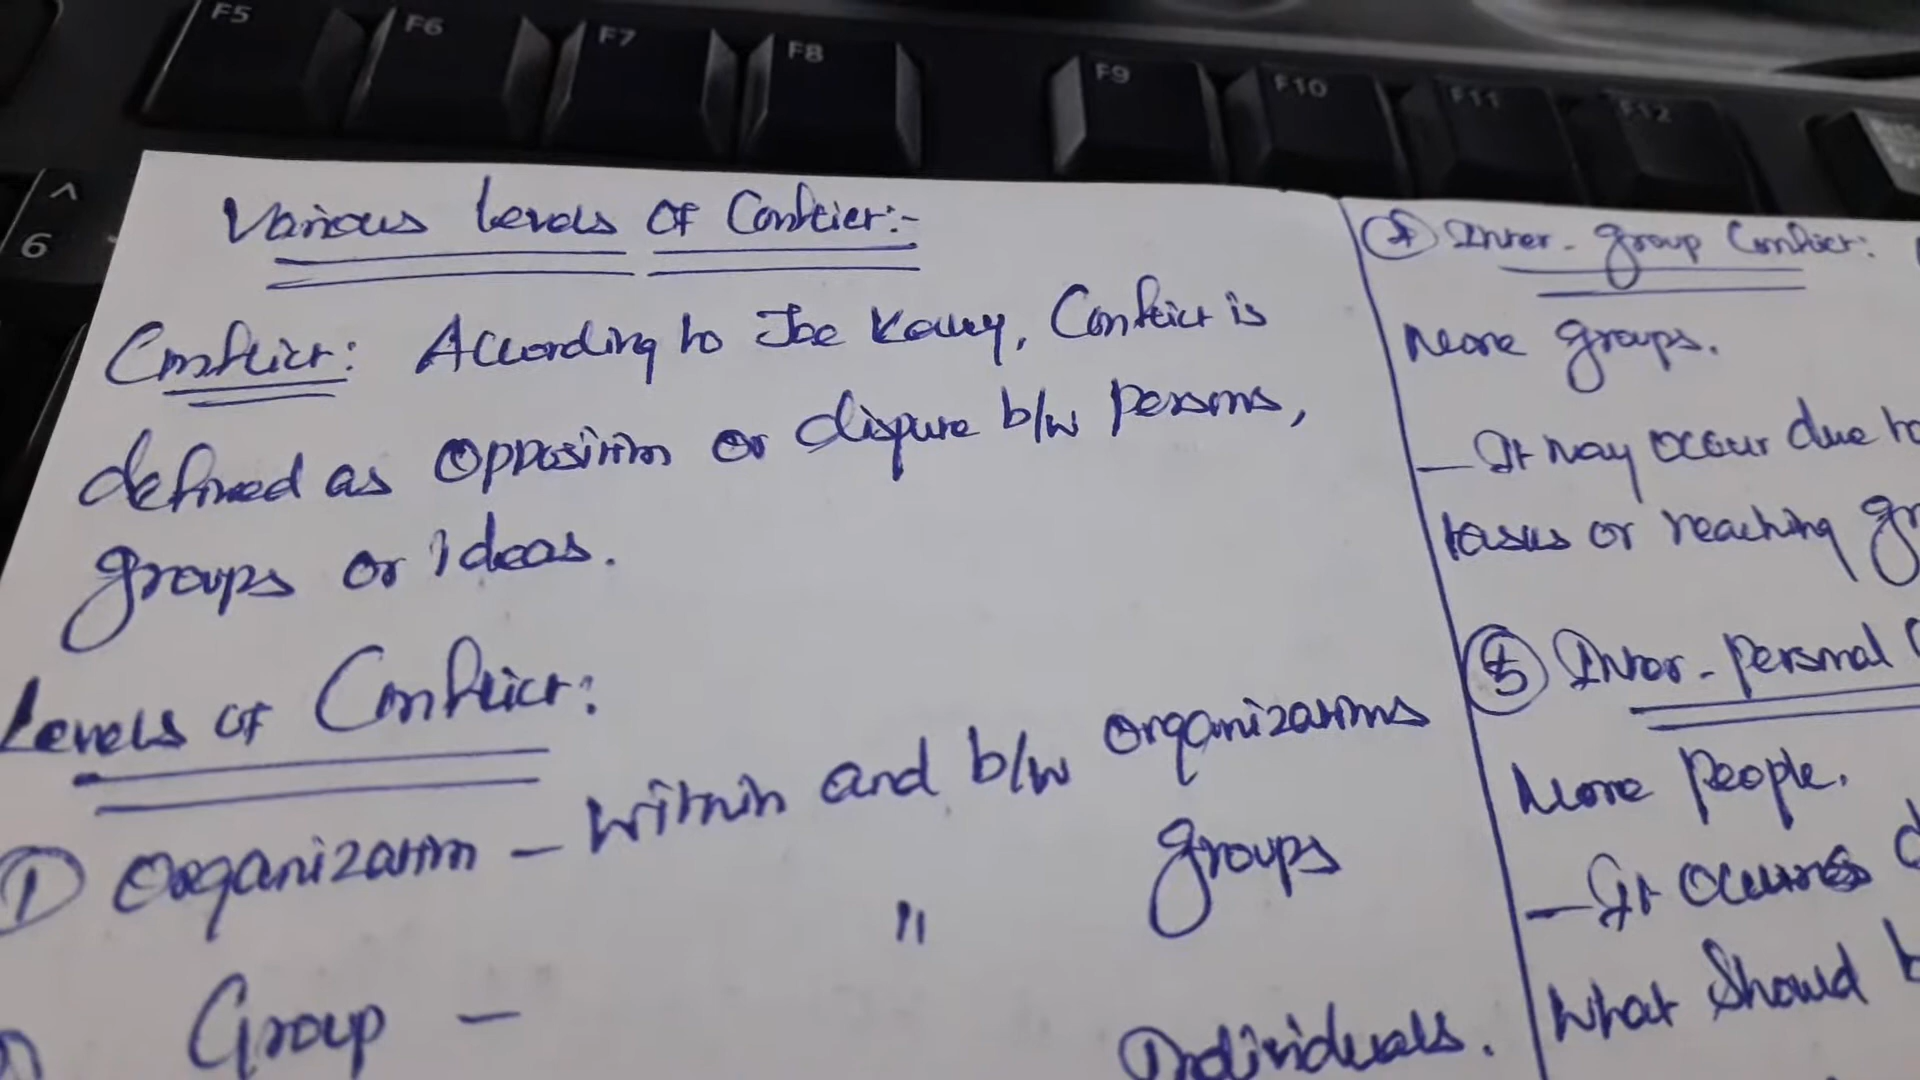 F5 F6 F7 F8 F9 F10 F11 F12
^
6
Various Levels of Conflict:-
Conflict: According to Joe Kelly, Conflict is
defined as opposition or dispute b/w persons,
groups or ideas.
Levels of Conflict:
① Organization - Within and b/w organizations
Group - " groups
Individuals.
④ Inter-group Conflict:
More groups.
- It may occur due to
tasks or reaching gr
⑤ Inter-personal C
More people.
- It occurs d
What should b